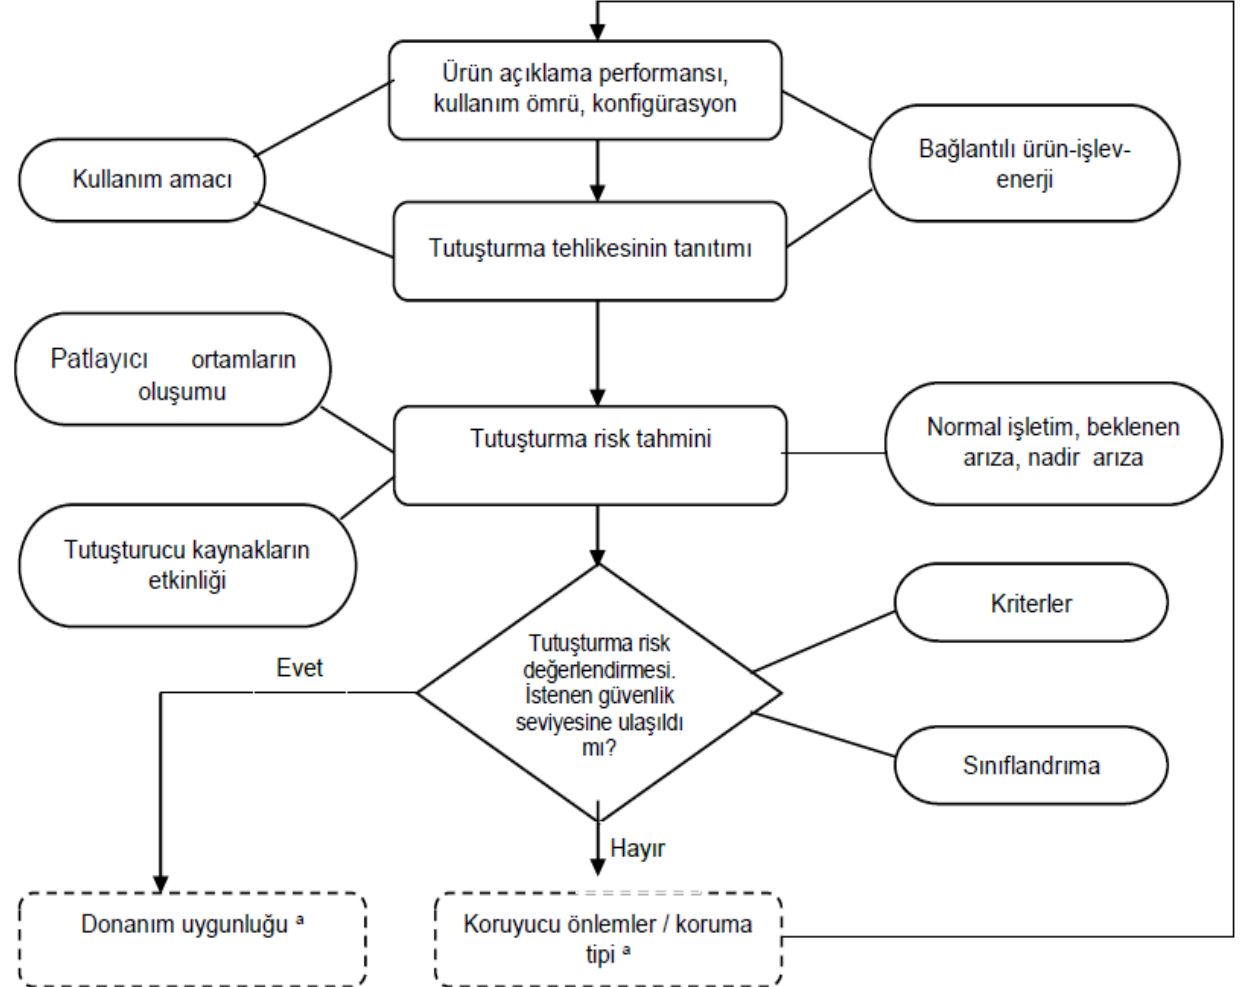 Ürün açıklama performansı,
kullanım ömrü, konfigürasyon
Kullanım amacı
Bağlantılı ürün-işlev-
enerji
Tutuşturma tehlikesinin tanıtımı
Patlayıcı ortamların
oluşumu
Tutuşturma risk tahmini
Normal işletim, beklenen
arıza, nadir arıza
Tutuşturucu kaynakların
etkinliği
Kriterler
Tutuşturma risk
değerlendirmesi.
İstenen güvenlik
seviyesine ulaşıldı
mı?
Evet
Sınıflandrıma
Hayır
Donanım uygunluğu ª
Koruyucu önlemler / koruma
tipi ª